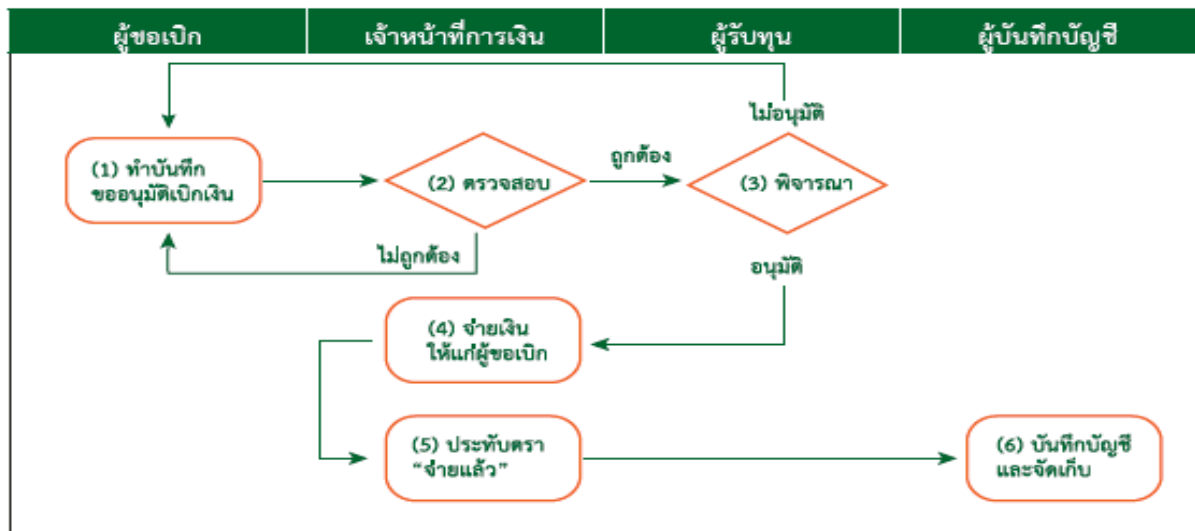 ผู้ขอเบิก
เจ้าหน้าที่การเงิน
ผู้รับทุน
ผู้บันทึกบัญชี
ไม่อนุมัติ
(1) ทำบันทึก
ขออนุมัติเบิกเงิน
(2) ตรวจสอบ
ถูกต้อง
(3) พิจารณา
ไม่ถูกต้อง
อนุมัติ
(4) จ่ายเงิน
ให้แก่ผู้ขอเบิก
(5) ประทับตรา
“จ่ายแล้ว”
(6) บันทึกบัญชี
และจัดเก็บ